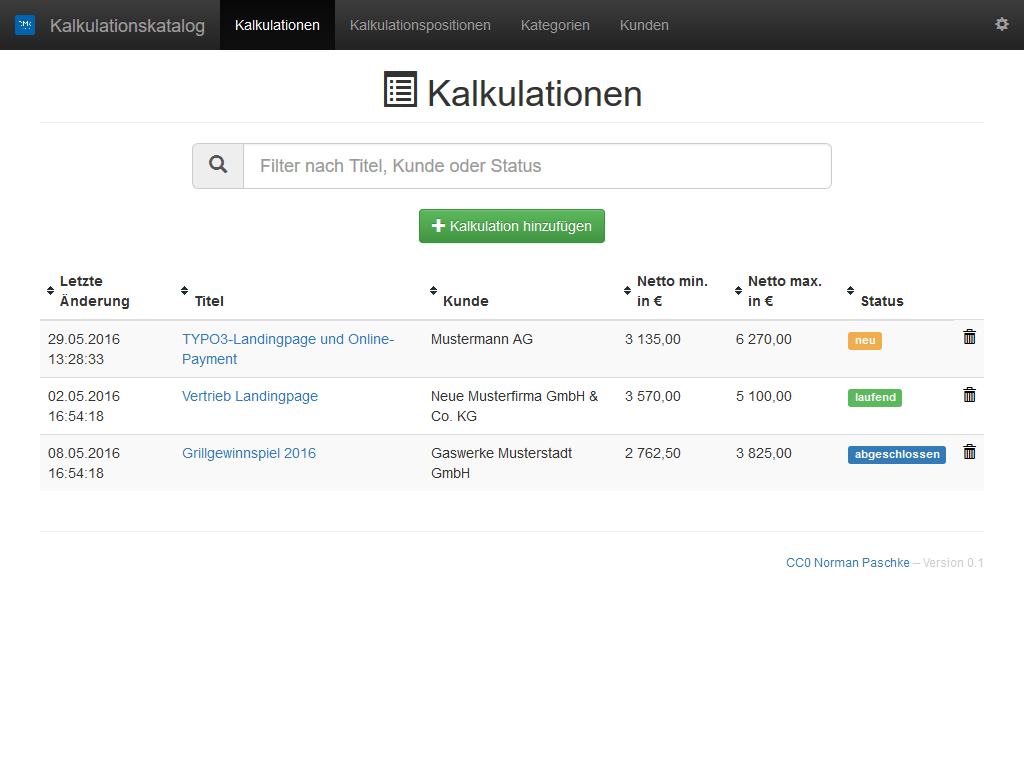 Kalkulationskatalog Kalkulationen Kalkulationspositionen Kategorien Kunden
Kalkulationen
Filter nach Titel, Kunde oder Status
Kalkulation hinzufügen
Letzte Änderung Titel Kunde Netto min. in € Netto max. in € Status
29.05.2016 TYPO3-Landingpage und Online- Mustermann AG 3 135,00 6 270,00 neu
13:28:33 Payment
02.05.2016 Vertrieb Landingpage Neue Musterfirma GmbH & 3 570,00 5 100,00 laufend
16:54:18 Co. KG
08.05.2016 Grillgewinnspiel 2016 Gaswerke Musterstadt 2 762,50 3 825,00 abgeschlossen
16:54:18 GmbH
CC0 Norman Paschke – Version 0.1